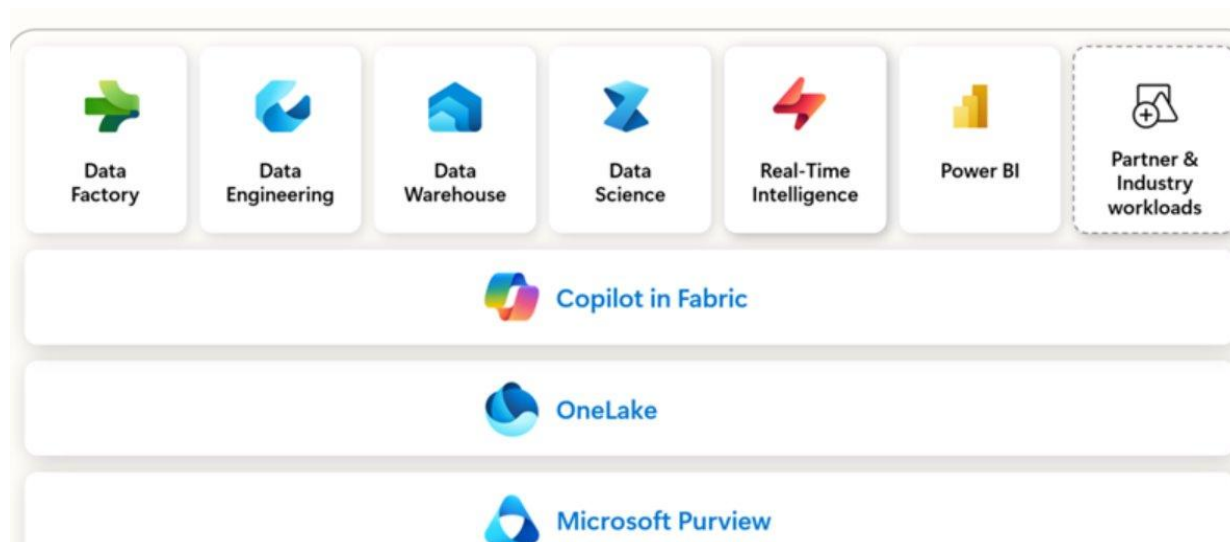 Data
Factory
Data
Engineering
Data
Warehouse
Data
Science
Real-Time
Intelligence
Power BI
Partner &
Industry
workloads
Copilot in Fabric
OneLake
Microsoft Purview